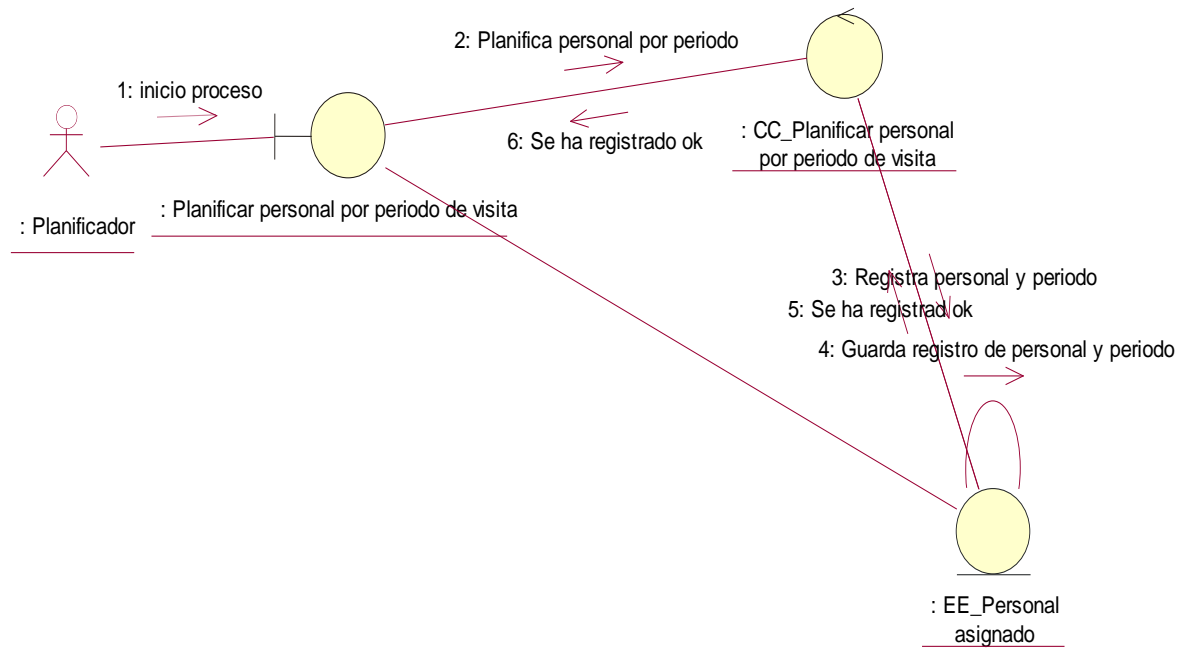 2: Planifica personal por periodo
1: inicio proceso
6: Se ha registrado ok
: CC_Planificar personal
por periodo de visita
: Planificar personal por periodo de visita
: Planificador
3: Registra personal y periodo
5: Se ha registrad ok
4: Guarda registro de personal y periodo
: EE_Personal
asignado